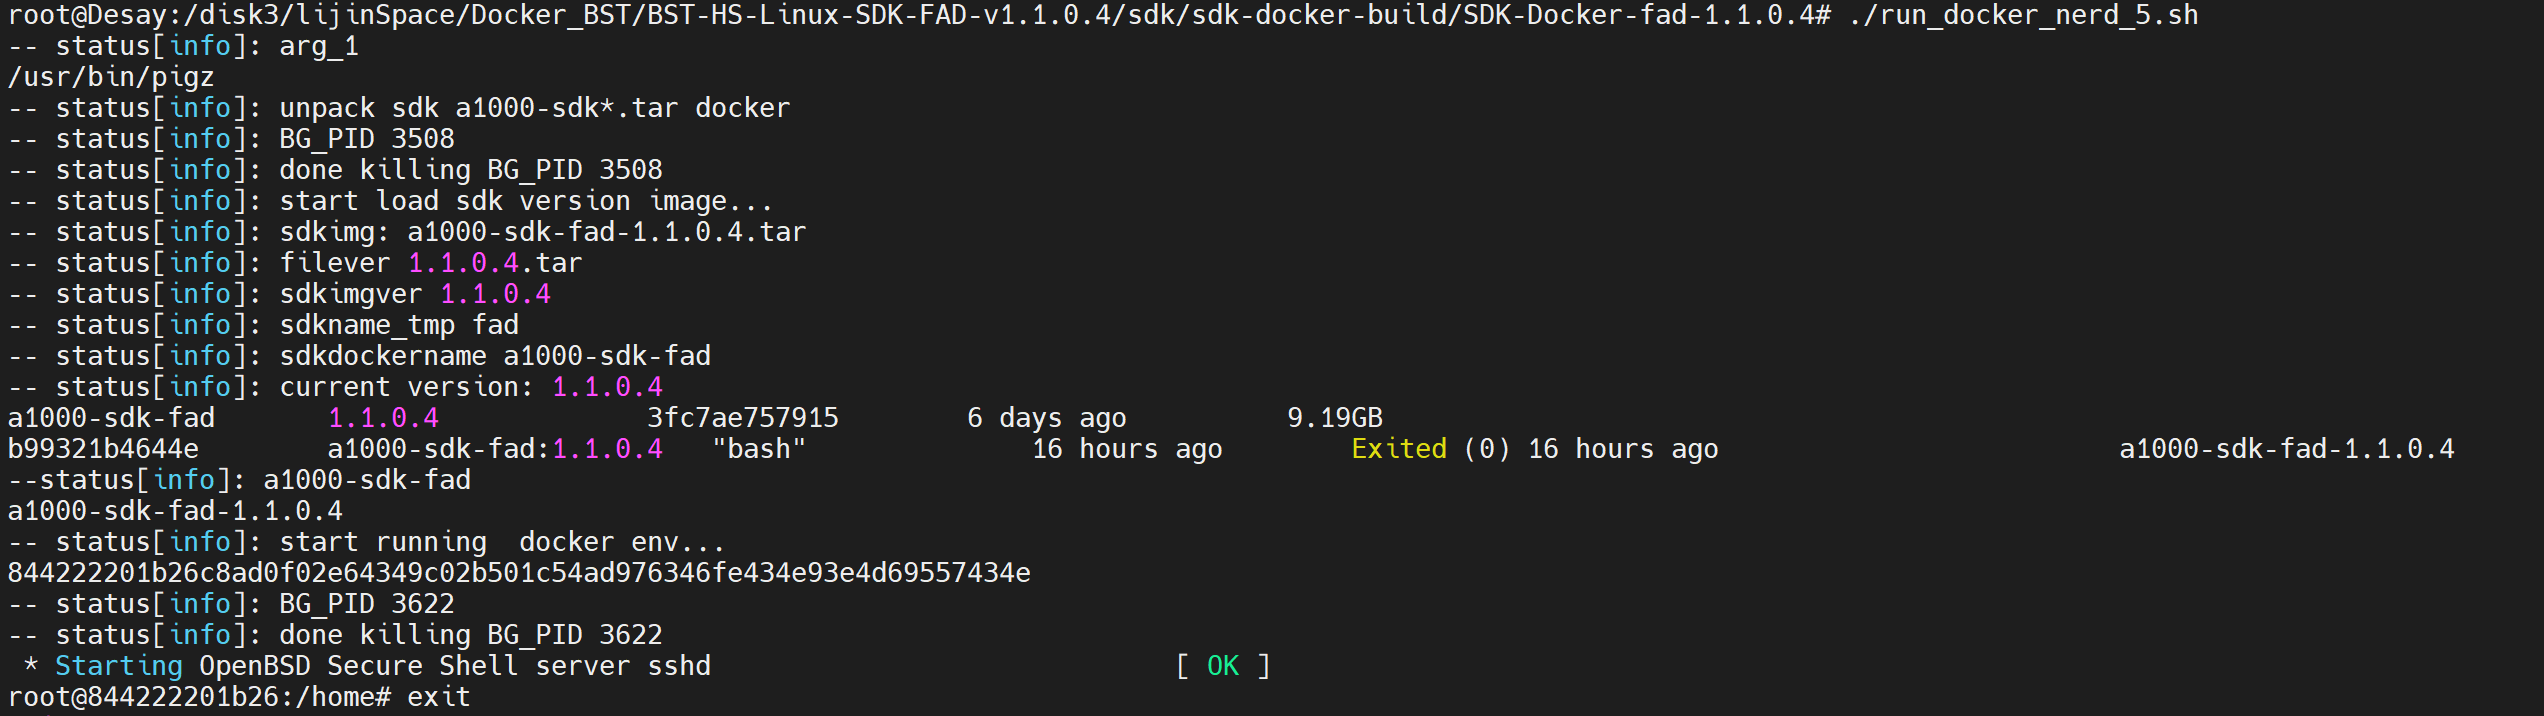 root@Desay:/disk3/lijinSpace/Docker_BST/BST-HS-Linux-SDK-FAD-v1.1.0.4/sdk/sdk-docker-build/SDK-Docker-fad-1.1.0.4# ./run_docker_nerd_5.sh
-- status[info]: arg_1
/usr/bin/pigz
-- status[info]: unpack sdk a1000-sdk*.tar docker
-- status[info]: BG_PID 3508
-- status[info]: done killing BG_PID 3508
-- status[info]: start load sdk version image...
-- status[info]: sdkimg: a1000-sdk-fad-1.1.0.4.tar
-- status[info]: filever 1.1.0.4.tar
-- status[info]: sdkimgver 1.1.0.4
-- status[info]: sdkname_tmp fad
-- status[info]: sdkdockername a1000-sdk-fad
-- status[info]: current version: 1.1.0.4
a1000-sdk-fad       1.1.0.4             3fc7ae757915        6 days ago          9.19GB
b99321b4644e        a1000-sdk-fad:1.1.0.4   "bash"              16 hours ago        Exited (0) 16 hours ago                         a1000-sdk-fad-1.1.0.4
--status[info]: a1000-sdk-fad
a1000-sdk-fad-1.1.0.4
-- status[info]: start running  docker env...
844222201b26c8ad0f02e64349c02b501c54ad976346fe434e93e4d69557434e
-- status[info]: BG_PID 3622
-- status[info]: done killing BG_PID 3622
 * Starting OpenBSD Secure Shell server sshd                             [ OK ]
root@844222201b26:/home# exit